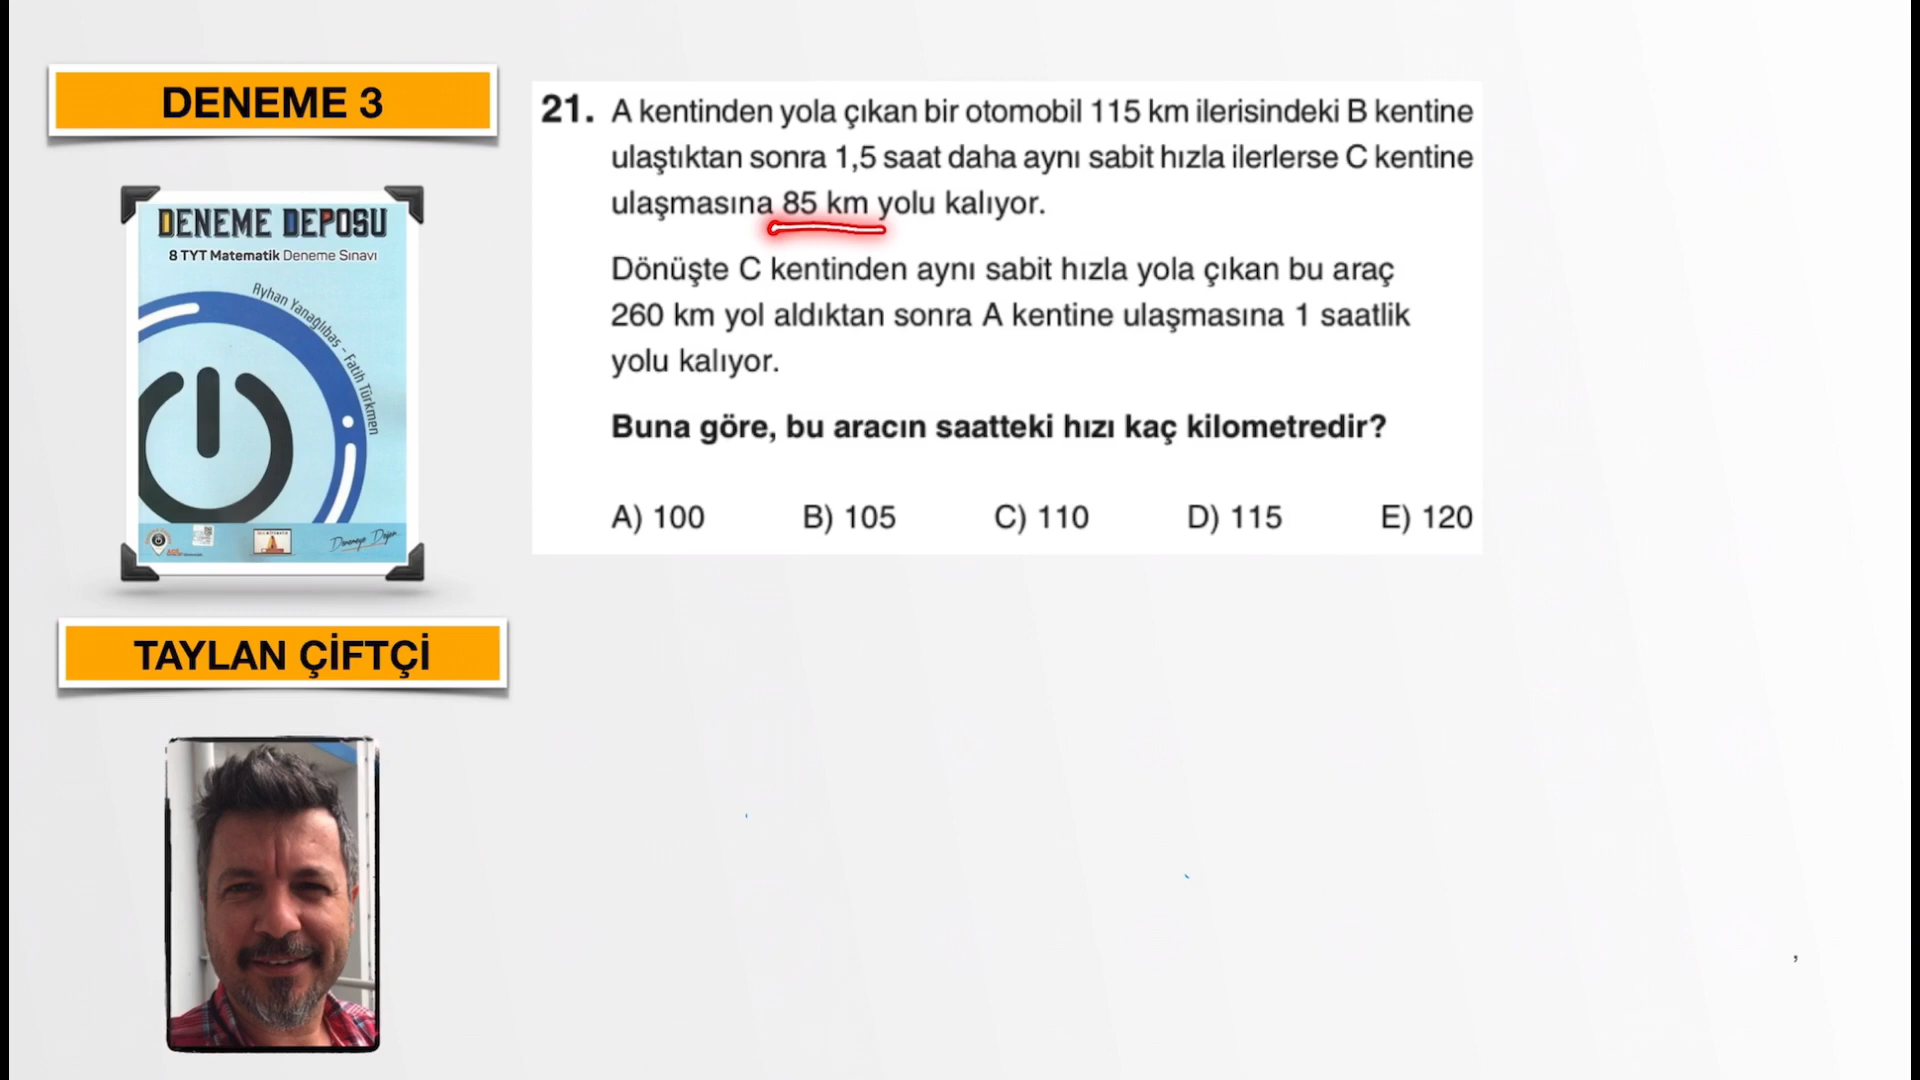 DENEME 3
DENEME DEPOSU
8 TYT Matematik Deneme Sınavı
Ayhan Yanağlıbaş - Fatih Türkmen
TAYLAN ÇİFTÇİ
21. A kentinden yola çıkan bir otomobil 115 km ilerisindeki B kentine
ulaştıktan sonra 1,5 saat daha aynı sabit hızla ilerlerse C kentine
ulaşmasına 85 km yolu kalıyor.
Dönüşte C kentinden aynı sabit hızla yola çıkan bu araç
260 km yol aldıktan sonra A kentine ulaşmasına 1 saatlik
yolu kalıyor.
Buna göre, bu aracın saatteki hızı kaç kilometredir?
A) 100 B) 105 C) 110 D) 115 E) 120